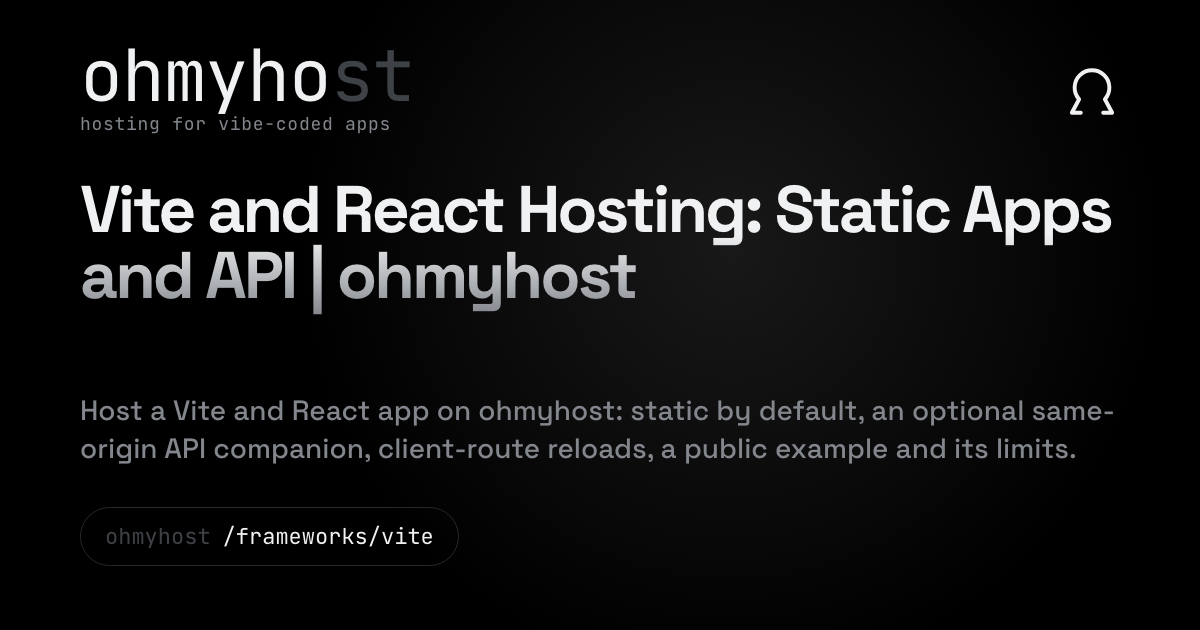 ohmyhost
hosting for vibe-coded apps
Vite and React Hosting: Static Apps
and API | ohmyhost
Host a Vite and React app on ohmyhost: static by default, an optional same-
origin API companion, client-route reloads, a public example and its limits.
ohmyhost /frameworks/vite